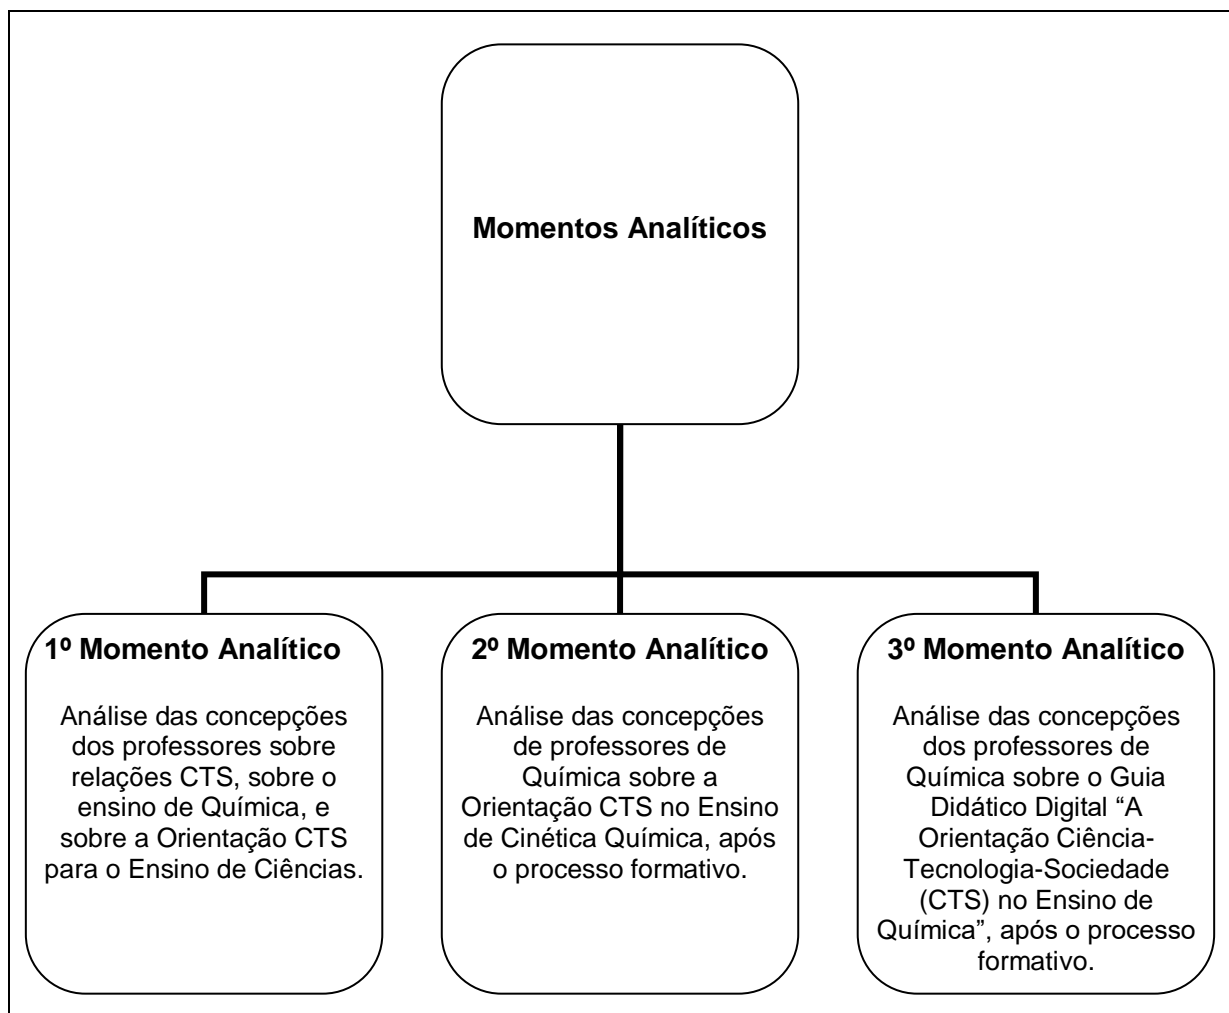 Momentos Analíticos
1º Momento Analítico
Análise das concepções
dos professores sobre
relações CTS, sobre o
ensino de Química, e
sobre a Orientação CTS
para o Ensino de Ciências.
2º Momento Analítico
Análise das concepções
de professores de
Química sobre a
Orientação CTS no Ensino
de Cinética Química, após
o processo formativo.
3º Momento Analítico
Análise das concepções
dos professores de
Química sobre o Guia
Didático Digital “A
Orientação Ciência-
Tecnologia-Sociedade
(CTS) no Ensino de
Química”, após o processo
formativo.